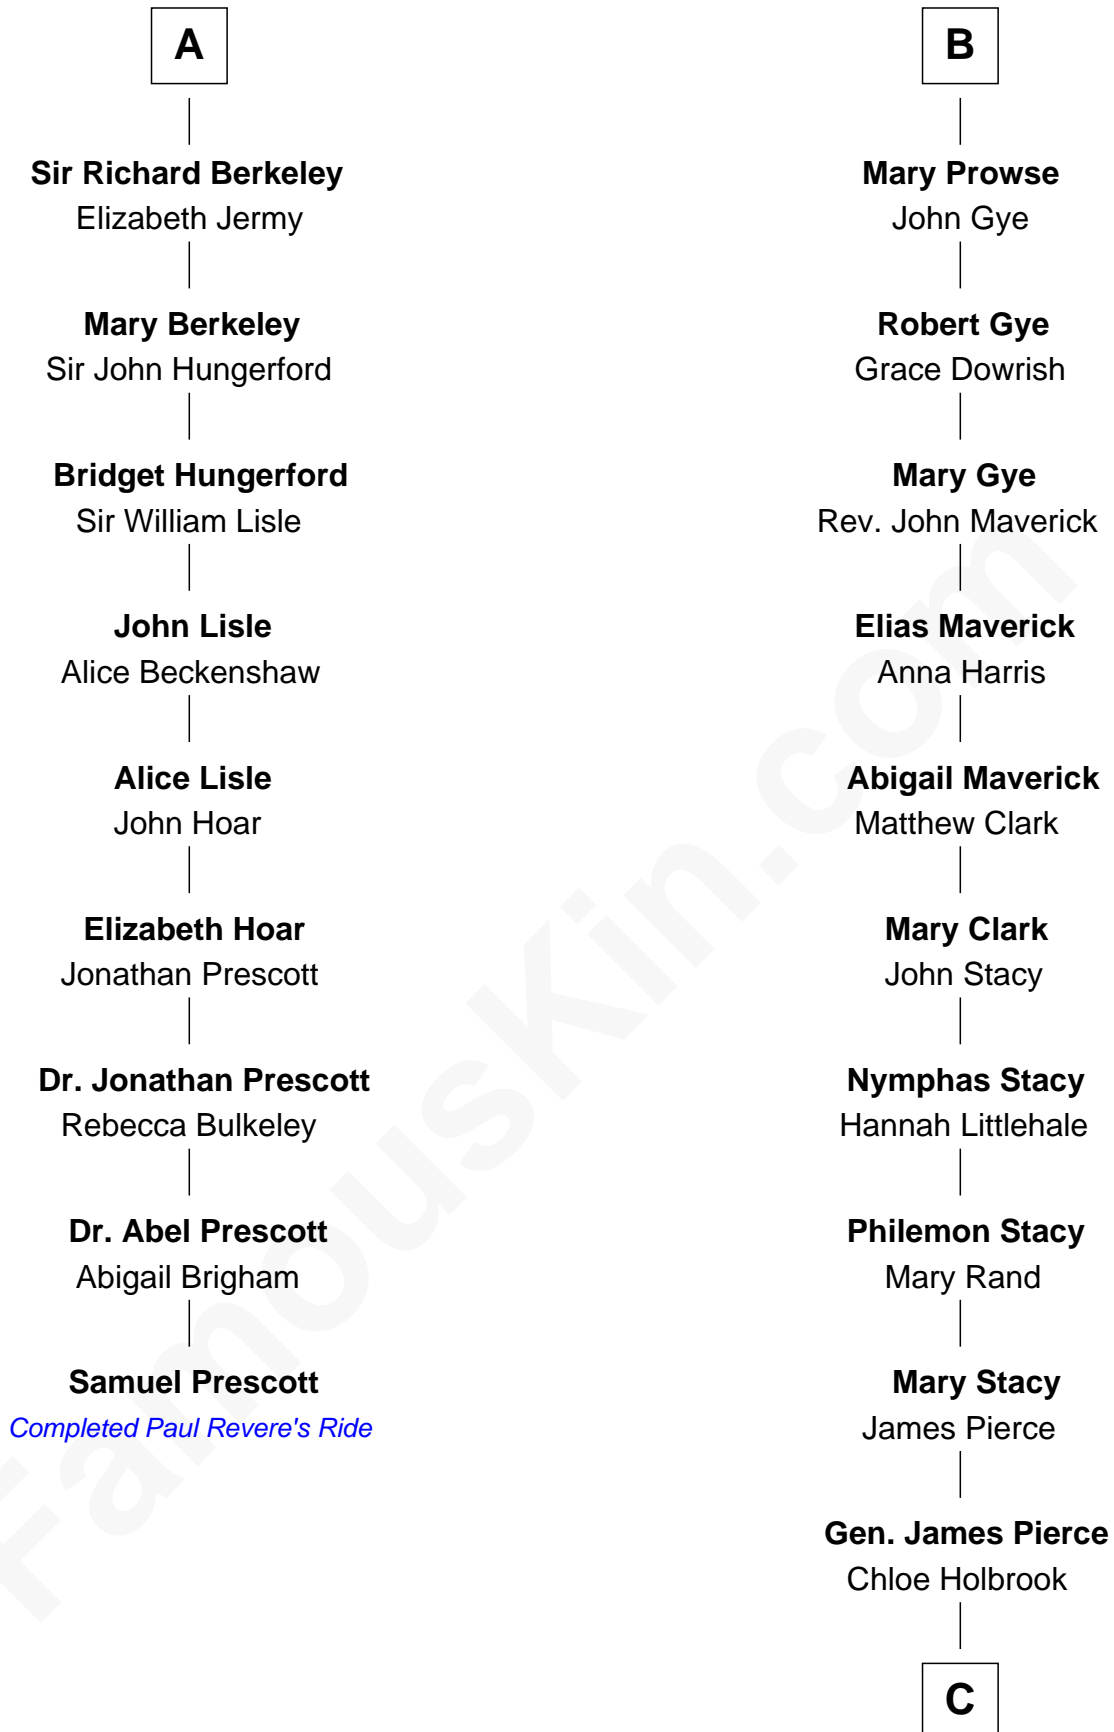 A
Sir Richard Berkeley
Elizabeth Jermy
Mary Berkeley
Sir John Hungerford
Bridget Hungerford
Sir William Lisle
John Lisle
Alice Beckenshaw
Alice Lisle
John Hoar
Elizabeth Hoar
Jonathan Prescott
Dr. Jonathan Prescott
Rebecca Bulkeley
Dr. Abel Prescott
Abigail Brigham
Samuel Prescott
Completed Paul Revere's Ride
B
Mary Prowse
John Gye
Robert Gye
Grace Dowrish
Mary Gye
Rev. John Maverick
Elias Maverick
Anna Harris
Abigail Maverick
Matthew Clark
Mary Clark
John Stacy
Nymphas Stacy
Hannah Littlehale
Philemon Stacy
Mary Rand
Mary Stacy
James Pierce
Gen. James Pierce
Chloe Holbrook
C
FamousKin.com